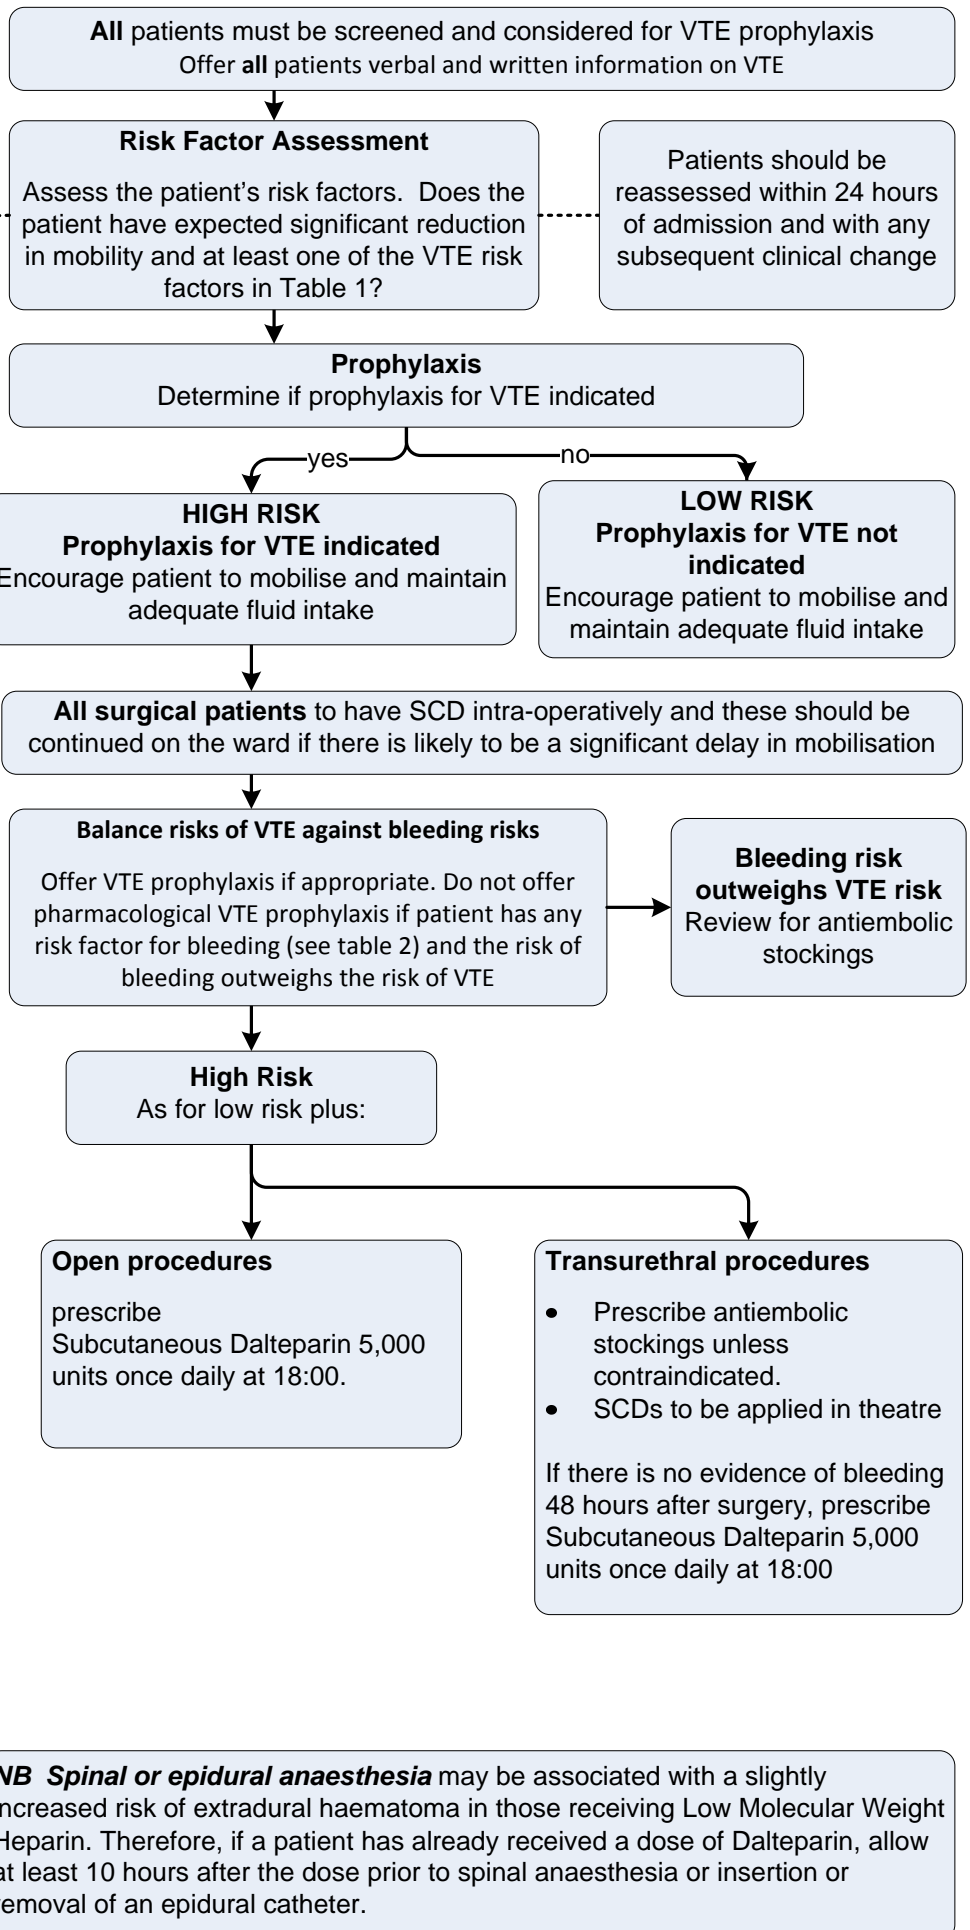 All patients must be screened and considered for VTE prophylaxis
Offer all patients verbal and written information on VTE
Risk Factor Assessment
Assess the patient’s risk factors.  Does the
patient have expected significant reduction
in mobility and at least one of the VTE risk
factors in Table 1?
Patients should be
reassessed within 24 hours
of admission and with any
subsequent clinical change
Prophylaxis
Determine if prophylaxis for VTE indicated
yes
no
HIGH RISK
Prophylaxis for VTE indicated
Encourage patient to mobilise and maintain
adequate fluid intake
LOW RISK
Prophylaxis for VTE not
indicated
Encourage patient to mobilise and
maintain adequate fluid intake
All surgical patients to have SCD intra-operatively and these should be
continued on the ward if there is likely to be a significant delay in mobilisation
Balance risks of VTE against bleeding risks
Offer VTE prophylaxis if appropriate. Do not offer
pharmacological VTE prophylaxis if patient has any
risk factor for bleeding (see table 2) and the risk of
bleeding outweighs the risk of VTE
Bleeding risk
outweighs VTE risk
Review for antiembolic
stockings
High Risk
As for low risk plus:
Open procedures
prescribe
Subcutaneous Dalteparin 5,000
units once daily at 18:00.
Transurethral procedures
• Prescribe antiembolic
stockings unless
contraindicated.
• SCDs to be applied in theatre
If there is no evidence of bleeding
48 hours after surgery, prescribe
Subcutaneous Dalteparin 5,000
units once daily at 18:00
NB  Spinal or epidural anaesthesia may be associated with a slightly
increased risk of extradural haematoma in those receiving Low Molecular Weight
Heparin. Therefore, if a patient has already received a dose of Dalteparin, allow
at least 10 hours after the dose prior to spinal anaesthesia or insertion or
removal of an epidural catheter.